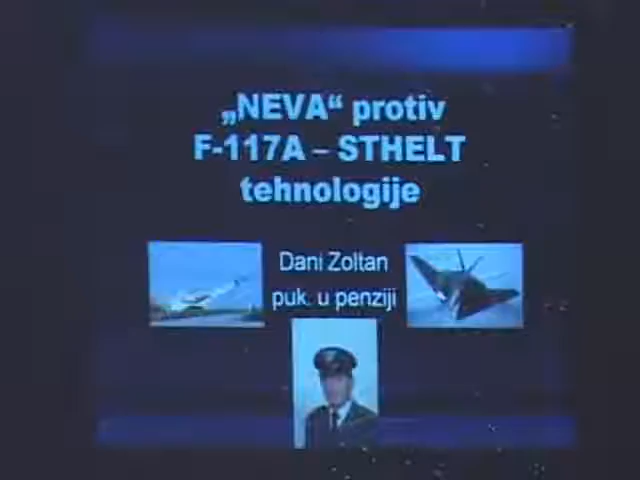 „NEVA“ protiv
F-117A – STHELT
tehnologije
Dani Zoltan
puk. u penziji